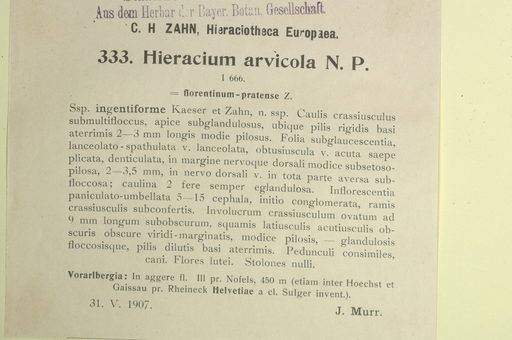 Aus dem Herbar der Bayer. Botan. Gesellschaft.
C. H ZAHN, Hieraciotheca Europaea.
333. Hieracium arvicola N. P.
I 666.
= florentinum-pratense Z.
Ssp. ingentiforme Kaeser et Zahn, n. ssp. Caulis crassiusculus
submultifloccus, apice subglandulosus, ubique pilis rigidis basi
aterrimis 2—3 mm longis modie pilosus. Folia subglaucescentia,
lanceolato-spathulata v. lanceolata, obtusiuscula v. acuta saepe
plicata, denticulata, in margine nervoque dorsali modice subsetoso-
pilosa, 2—3,5 mm, in nervo dorsali v. in tota parte aversa sub-
floccosa; caulina 2 fere semper eglandulosa. Inflorescentia
paniculato-umbellata 5—15 cephala, initio conglomerata, ramis
crassiusculis subconfertis. Involucrum crassiusculum ovatum ad
9 mm longum subobscurum, squamis latiusculis acutiusculis ob-
scuris obscure viridi-marginatis, modice pilosis, — glandulosis
floccosisque, pilis dilutis basi aterrimis. Pedunculi consimiles,
cani. Flores lutei. Stolones nulli.
Vorarlbergia: In aggere fl. Ill pr. Nofels, 450 m (etiam inter Hoechst et
Gaissau pr. Rheineck Helvetiae a cl. Sulger invent.).
31. V. 1907.
J. Murr.